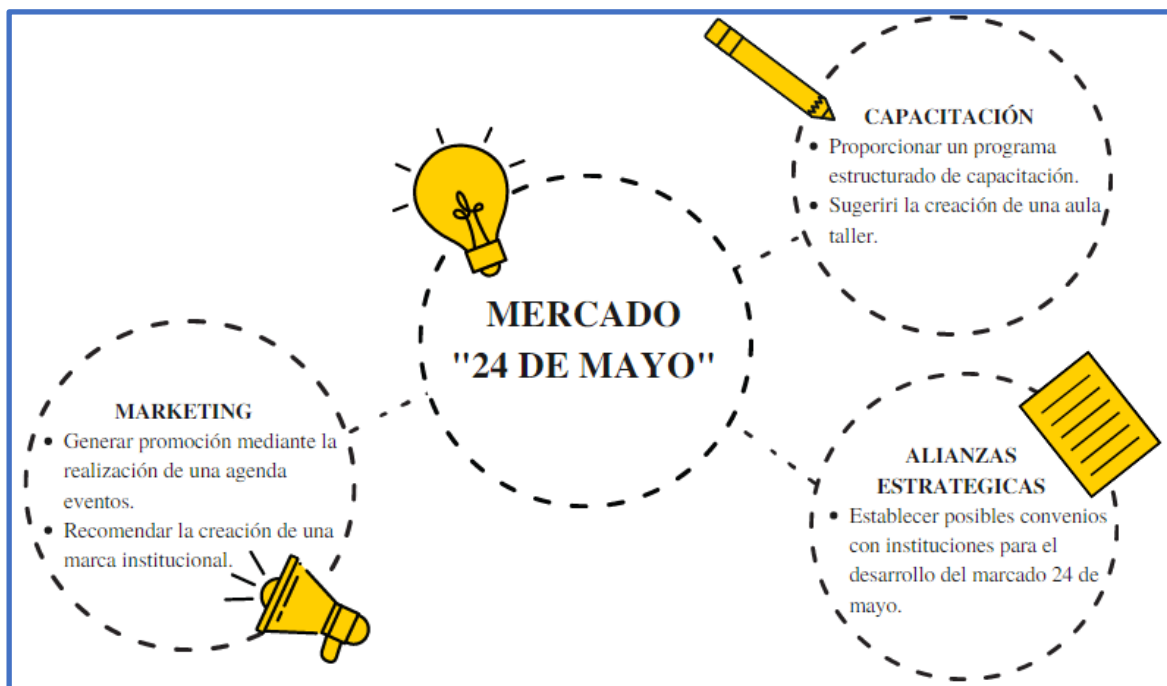 MERCADO
"24 DE MAYO"
CAPACITACIÓN
• Proporcionar un programa
estructurado de capacitación.
• Sugeriri la creación de una aula
taller.
MARKETING
• Generar promoción mediante la
realización de una agenda
eventos.
• Recomendar la creación de una
marca institucional.
ALIANZAS
ESTRATEGICAS
• Establecer posibles convenios
con instituciones para el
desarrollo del marcado 24 de
mayo.